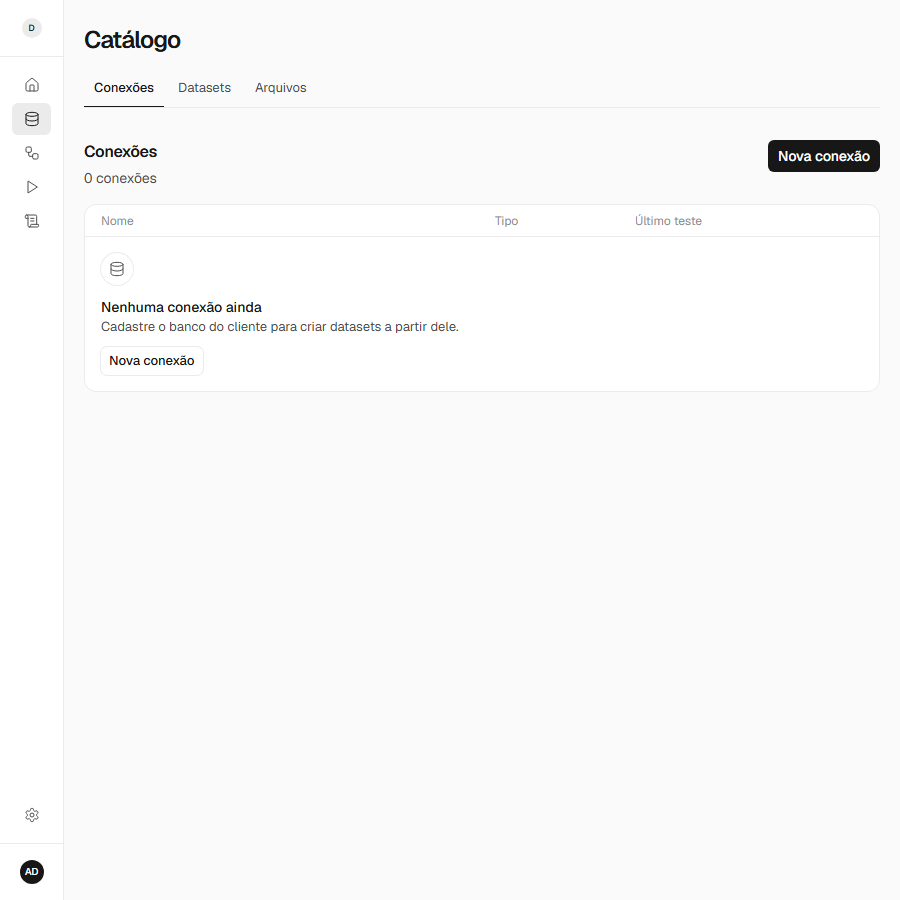 D
Catálogo
Conexões Datasets Arquivos
Conexões
Nova conexão
0 conexões
Nome Tipo Último teste
Nenhuma conexão ainda
Cadastre o banco do cliente para criar datasets a partir dele.
Nova conexão
AD